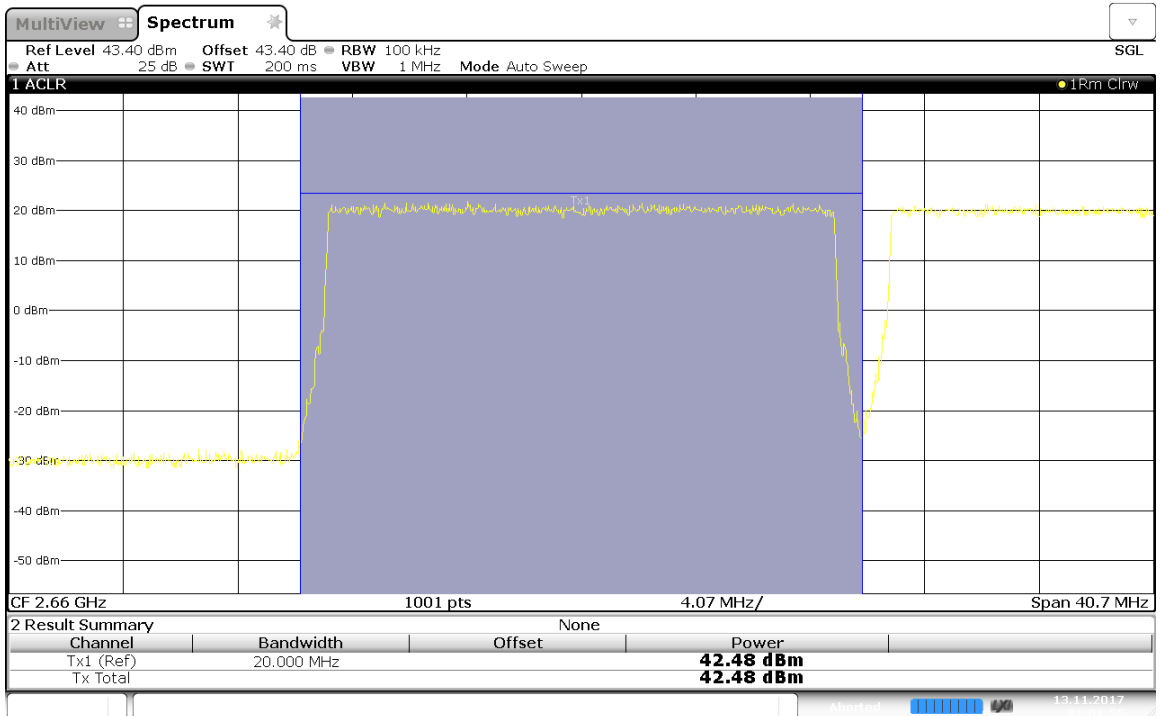 MultiView Spectrum
Ref Level 43.40 dBm Offset 43.40 dB RBW 100 kHz SGL
Att 25 dB SWT 200 ms VBW 1 MHz Mode Auto Sweep
1 ACLR 1Rm Clrw
40 dBm
30 dBm
Tx1
20 dBm
10 dBm
0 dBm
-10 dBm
-20 dBm
-30 dBm
-40 dBm
-50 dBm
CF 2.66 GHz 1001 pts 4.07 MHz/ Span 40.7 MHz
2 Result Summary None
Channel Bandwidth Offset Power
Tx1 (Ref) 20.000 MHz 42.48 dBm
Tx Total 42.48 dBm
Aborted LXI 13.11.2017